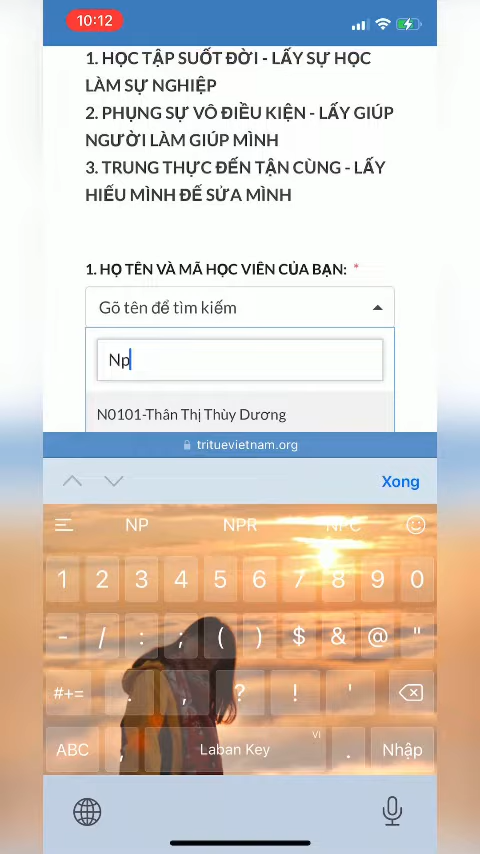 10:12
1. HỌC TẬP SUỐT ĐỜI - LẤY SỰ HỌC
LÀM SỰ NGHIỆP
2. PHỤNG SỰ VÔ ĐIỀU KIỆN - LẤY GIÚP
NGƯỜI LÀM GIÚP MÌNH
3. TRUNG THỰC ĐẾN TẬN CÙNG - LẤY
HIỂU MÌNH ĐỂ SỬA MÌNH
1. HỌ TÊN VÀ MÃ HỌC VIÊN CỦA BẠN: *
Gõ tên để tìm kiếm
Np
N0101-Thân Thị Thùy Dương
trituevietnam.org
Xong
NP NPR NPC
1 2 3 4 5 6 7 8 9 0
- / : ; ( ) $ & @ "
#+= . , ? ! '
ABC , Laban Key VI . Nhập